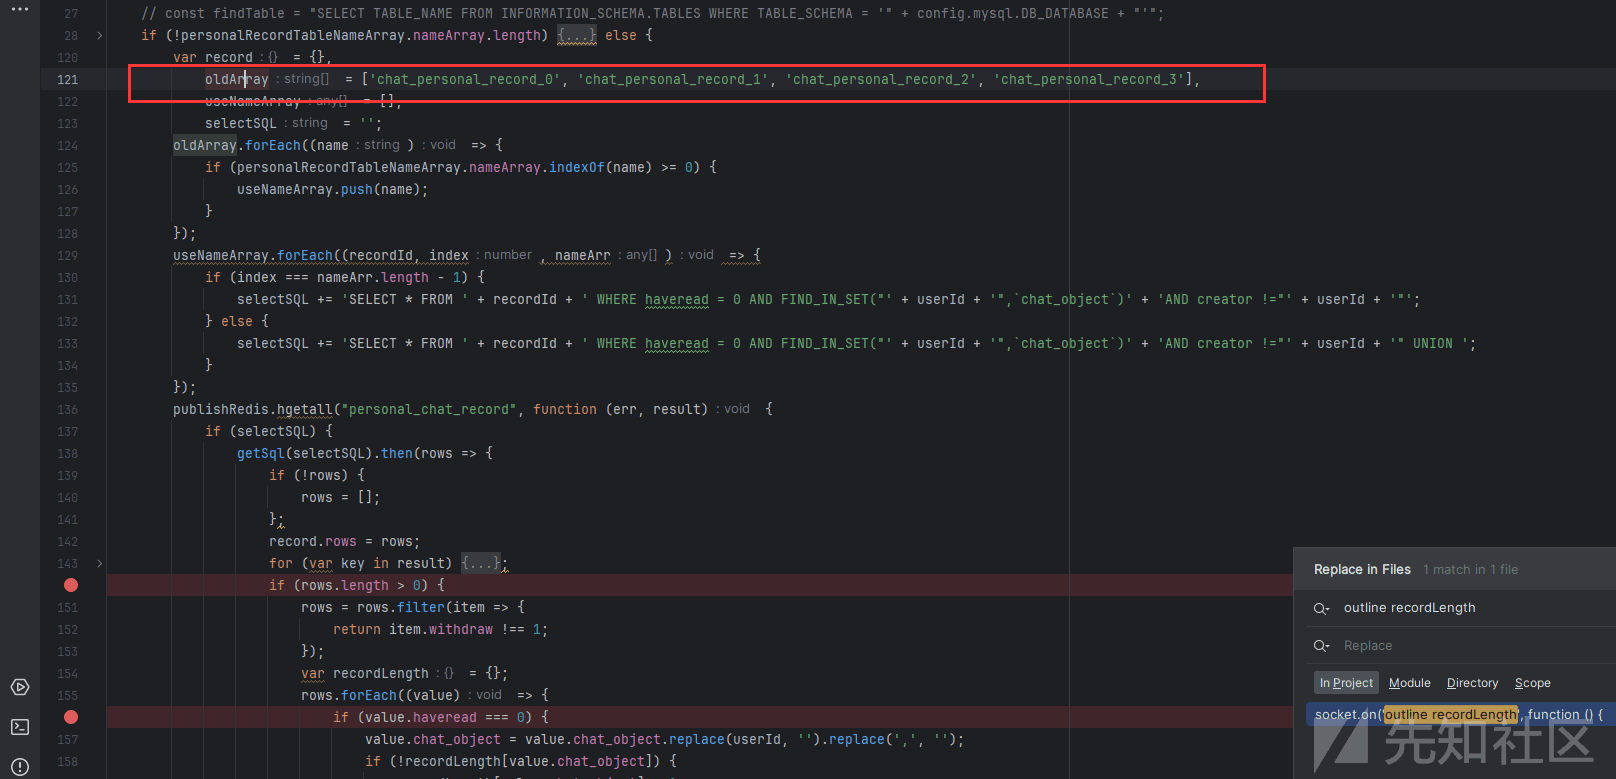 27 // const findTable = "SELECT TABLE_NAME FROM INFORMATION_SCHEMA.TABLES WHERE TABLE_SCHEMA = '" + config.mysql.DB_DATABASE + "'";
28 if (!personalRecordTableNameArray.nameArray.length) {...} else {
120 var record : {} = {},
121 oldArray : string[] = ['chat_personal_record_0', 'chat_personal_record_1', 'chat_personal_record_2', 'chat_personal_record_3'],
122 useNameArray : any[] = [],
123 selectSQL : string = '';
124 oldArray.forEach((name : string ) : void => {
125 if (personalRecordTableNameArray.nameArray.indexOf(name) >= 0) {
126 useNameArray.push(name);
127 }
128 });
129 useNameArray.forEach((recordId, index : number , nameArr : any[] ) : void => {
130 if (index === nameArr.length - 1) {
131 selectSQL += 'SELECT * FROM ' + recordId + ' WHERE haveread = 0 AND FIND_IN_SET("' + userId + '",`chat_object`)' + 'AND creator !="' + userId + '"';
132 } else {
133 selectSQL += 'SELECT * FROM ' + recordId + ' WHERE haveread = 0 AND FIND_IN_SET("' + userId + '",`chat_object`)' + 'AND creator !="' + userId + '" UNION ';
134 }
135 });
136 publishRedis.hgetall("personal_chat_record", function (err, result) : void {
137 if (selectSQL) {
138 getSql(selectSQL).then(rows => {
139 if (!rows) {
140 rows = [];
141 };
142 record.rows = rows;
143 for (var key in result) {...};
if (rows.length > 0) {
151 rows = rows.filter(item => {
152 return item.withdraw !== 1;
153 });
154 var recordLength : {} = {};
155 rows.forEach((value) : void => {
if (value.haveread === 0) {
157 value.chat_object = value.chat_object.replace(userId, '').replace(',', '');
158 if (!recordLength[value.chat_object]) {
Replace in Files 1 match in 1 file
outline recordLength
Replace
In Project Module Directory Scope
socket.on('outline recordLength', function () {
先知社区